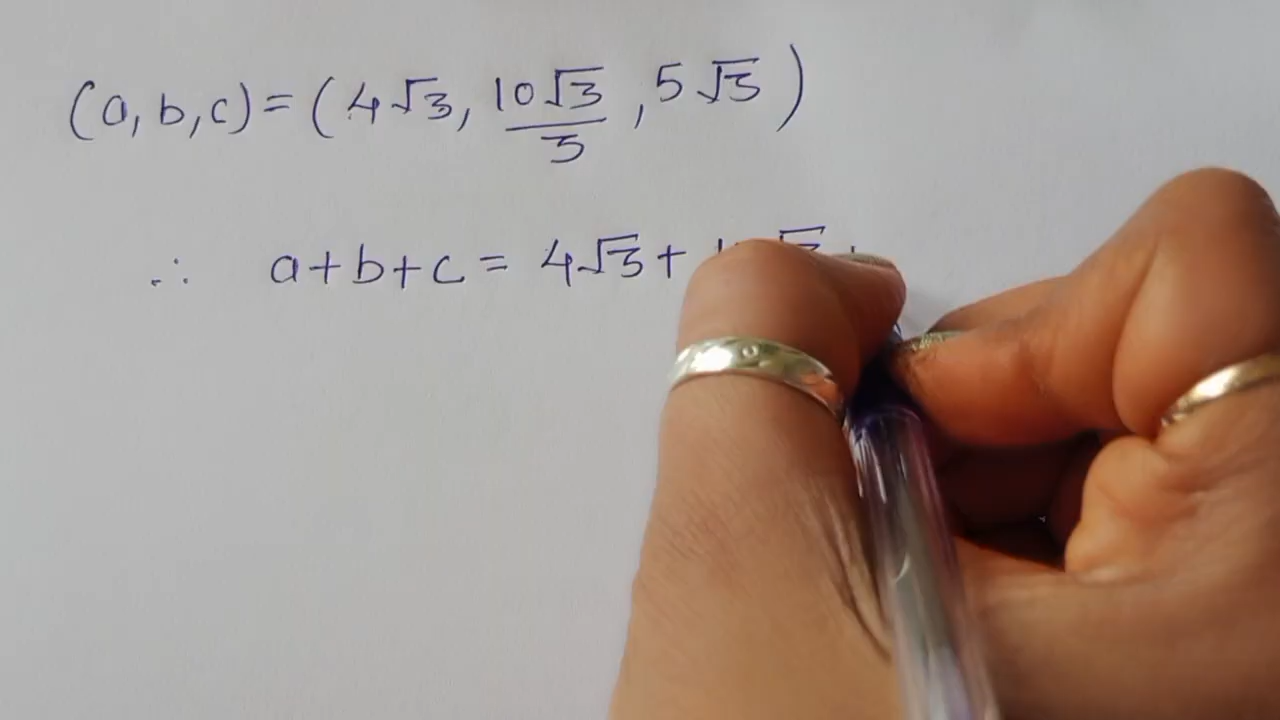 (a, b, c) = (4√3, 10√3/3, 5√3)
∴ a+b+c = 4√3 +